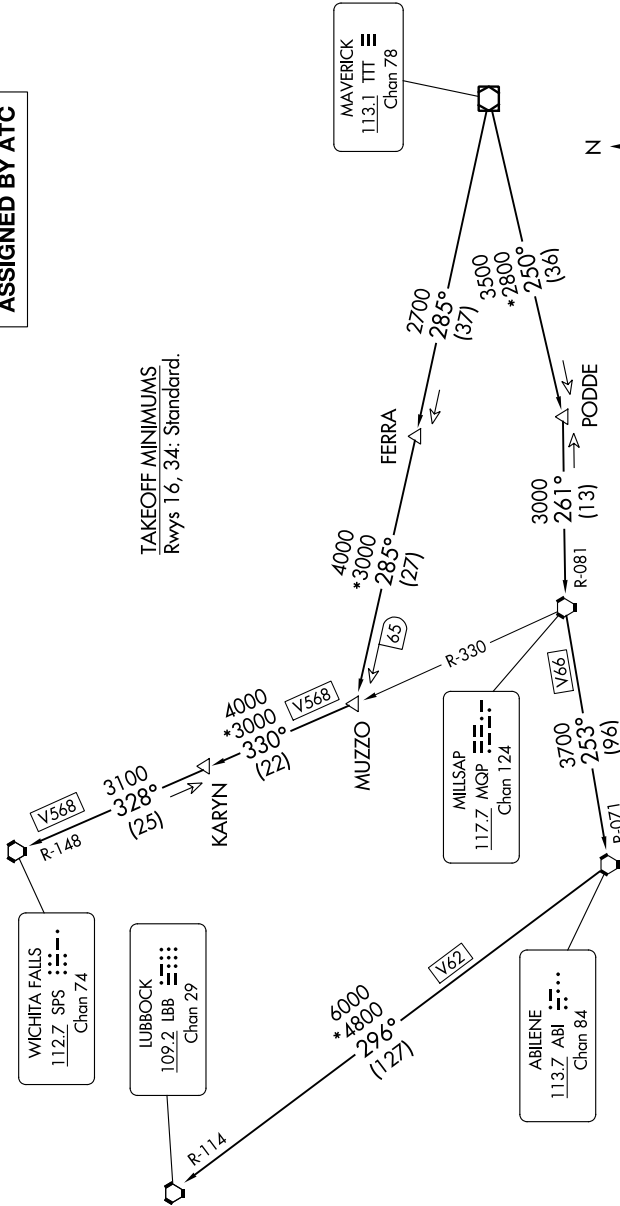 ASSIGNED BY ATC
TAKEOFF MINIMUMS
Rwys 16, 34: Standard.
WICHITA FALLS
112.7 SPS
Chan 74
LUBBOCK
109.2 LBB
Chan 29
ABILENE
113.7 ABI
Chan 84
MILLSAP
117.7 MQP
Chan 124
MAVERICK
113.1 TTT
Chan 78
V568
R-148
3100
328°
(25)
KARYN
4000
*3000
330°
(22)
V568
MUZZO
65
R-330
4000
*3000
285°
(27)
FERRA
2700
285°
(37)
3500
*2800
250°
(36)
PODDE
3000
261°
(13)
R-081
V66
3700
253°
(96)
R-071
V62
6000
*4800
296°
(127)
R-114
N